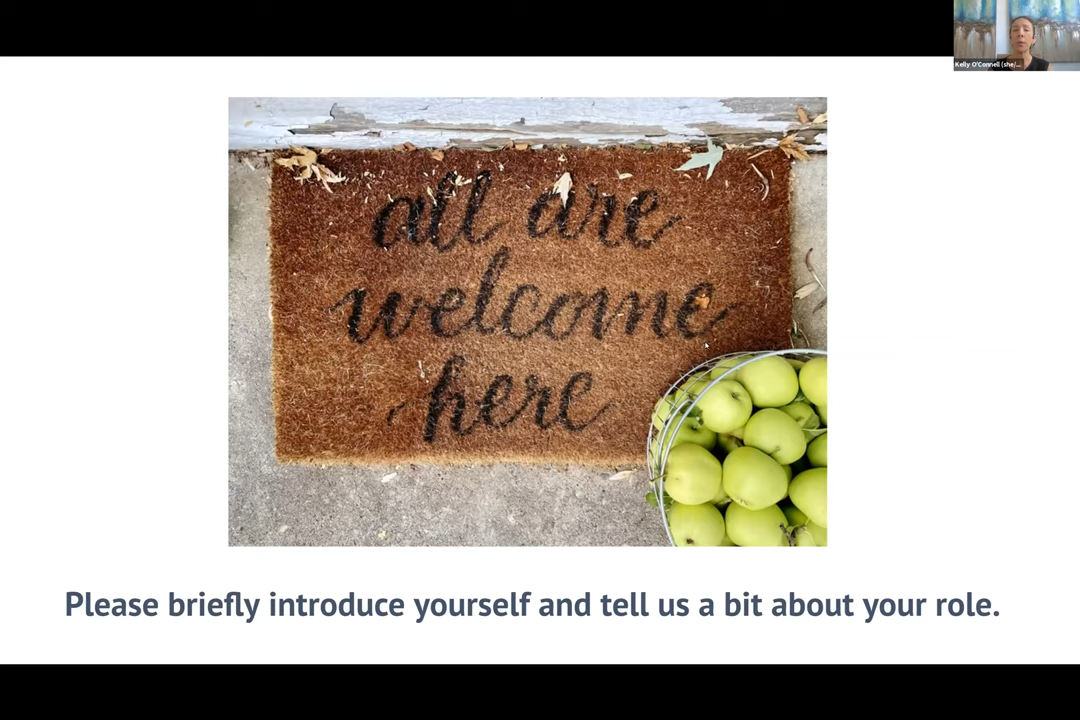 Kelly O'Connell (she/...
all are
welcome
here
Please briefly introduce yourself and tell us a bit about your role.